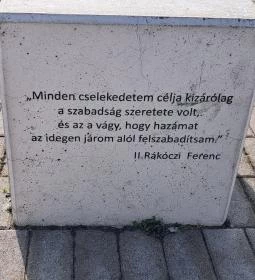 „Minden cselekedetem célja kizárólag
a szabadság szeretete volt,
és az a vágy, hogy hazámat
az idegen járom alól felszabadítsam."
II.Rákóczi Ferenc